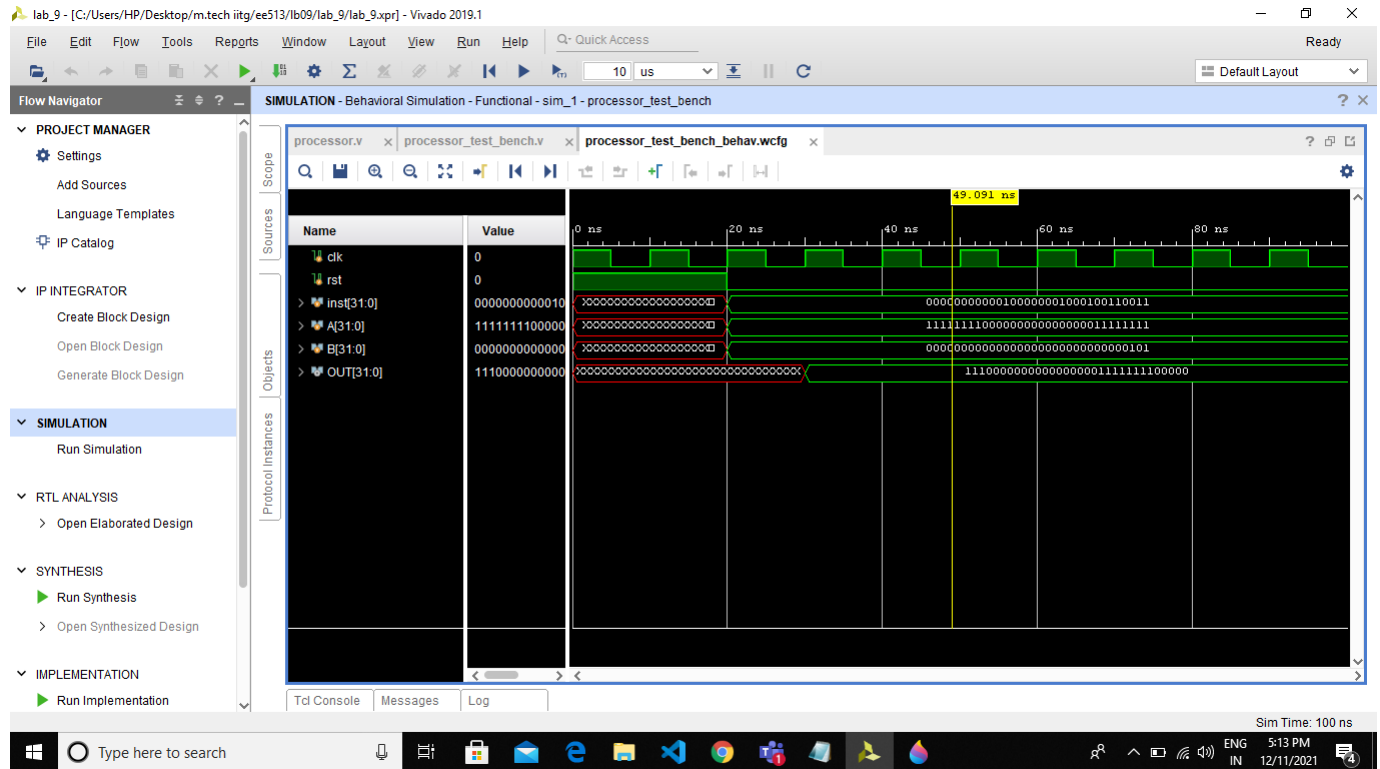 lab_9 - [C:/Users/HP/Desktop/m.tech iitg/ee513/lb09/lab_9/lab_9.xpr] - Vivado 2019.1
File Edit Flow Tools Reports Window Layout View Run Help Q- Quick Access Ready
10 us Default Layout
Flow Navigator
SIMULATION - Behavioral Simulation - Functional - sim_1 - processor_test_bench
PROJECT MANAGER
Settings
Add Sources
Language Templates
IP Catalog
IP INTEGRATOR
Create Block Design
Open Block Design
Generate Block Design
SIMULATION
Run Simulation
RTL ANALYSIS
Open Elaborated Design
SYNTHESIS
Run Synthesis
Open Synthesized Design
IMPLEMENTATION
Run Implementation
Scope
Sources
Objects
Protocol Instances
processor.v processor_test_bench.v processor_test_bench_behav.wcfg
49.091 ns
Name Value 0 ns 20 ns 40 ns 60 ns 80 ns
clk 0
rst 0
inst[31:0] 0000000000010
A[31:0] 1111111100000 11111111000000000000000011111111
B[31:0] 0000000000000 00000000000000000000000000000101
OUT[31:0] 1110000000000 11100000000000000001111111100000
Tcl Console Messages Log
Sim Time: 100 ns
Type here to search
ENG
IN
5:13 PM
12/11/2021
4